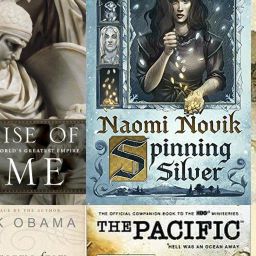 ISE OF
WORLD'S GREATEST EMPIRE
ME
K OBAMA
Naomi Novik
Spinning
Silver
THE OFFICIAL COMPANION BOOK TO THE HBO MINISERIES
THE PACIFIC
HELL WAS AN OCEAN AWAY